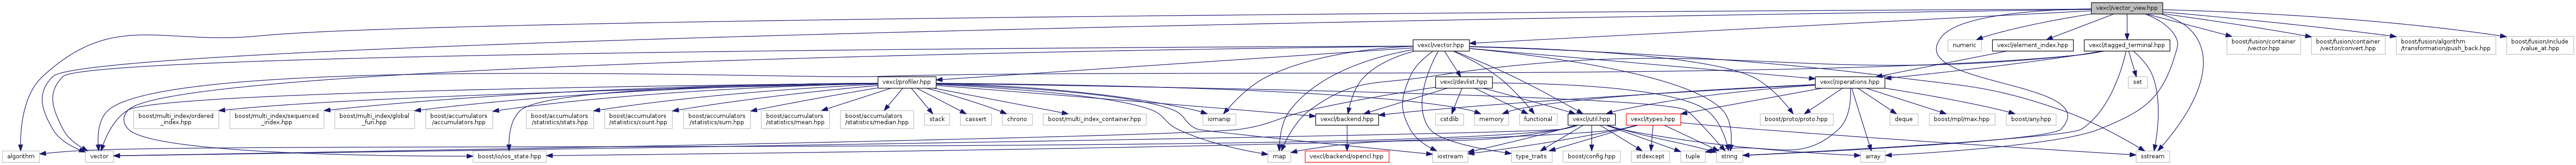 vexcl/vector_view.hpp
vexcl/vector.hpp
numeric
vexcl/element_index.hpp
vexcl/tagged_terminal.hpp
boost/fusion/container
/vector.hpp
boost/fusion/container
/vector/convert.hpp
boost/fusion/algorithm
/transformation/push_back.hpp
boost/fusion/include
/value_at.hpp
vexcl/profiler.hpp
vexcl/devlist.hpp
vexcl/operations.hpp
set
boost/multi_index/ordered
_index.hpp
boost/multi_index/sequenced
_index.hpp
boost/multi_index/global
_fun.hpp
boost/accumulators
/accumulators.hpp
boost/accumulators
/statistics/stats.hpp
boost/accumulators
/statistics/count.hpp
boost/accumulators
/statistics/sum.hpp
boost/accumulators
/statistics/mean.hpp
boost/accumulators
/statistics/median.hpp
stack
cassert
chrono
boost/multi_index_container.hpp
iomanip
vexcl/backend.hpp
cstdlib
functional
memory
vexcl/util.hpp
vexcl/types.hpp
boost/proto/proto.hpp
deque
boost/mpl/max.hpp
boost/any.hpp
algorithm
vector
boost/io/ios_state.hpp
map
vexcl/backend/opencl.hpp
iostream
type_traits
boost/config.hpp
stdexcept
tuple
string
array
sstream